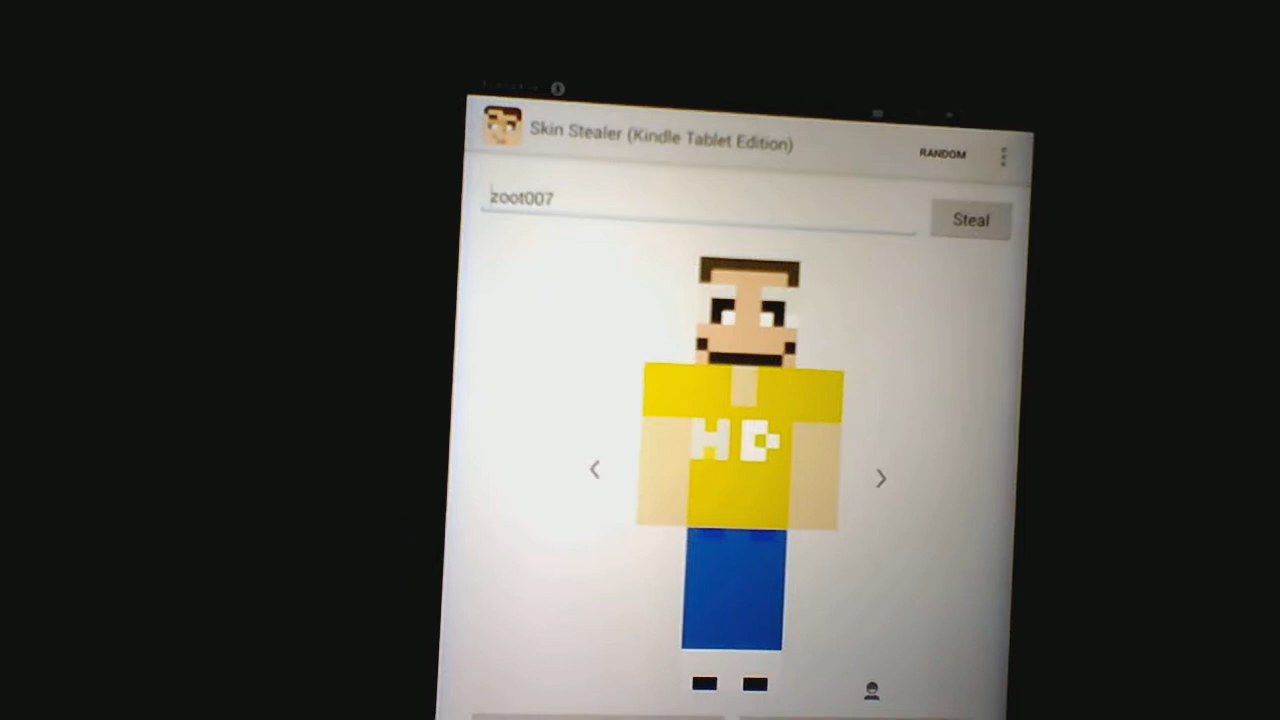 Skin Stealer (Kindle Tablet Edition)
RANDOM
zoot007
Steal
HD